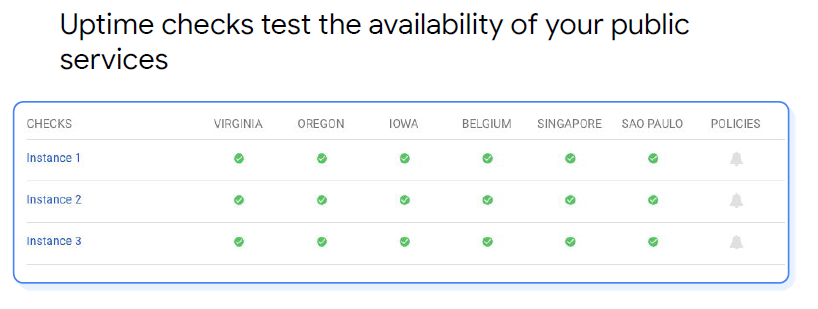 Uptime checks test the availability of your public
services
CHECKS VIRGINIA OREGON IOWA BELGIUM SINGAPORE SAO PAULO POLICIES
Instance 1
Instance 2
Instance 3